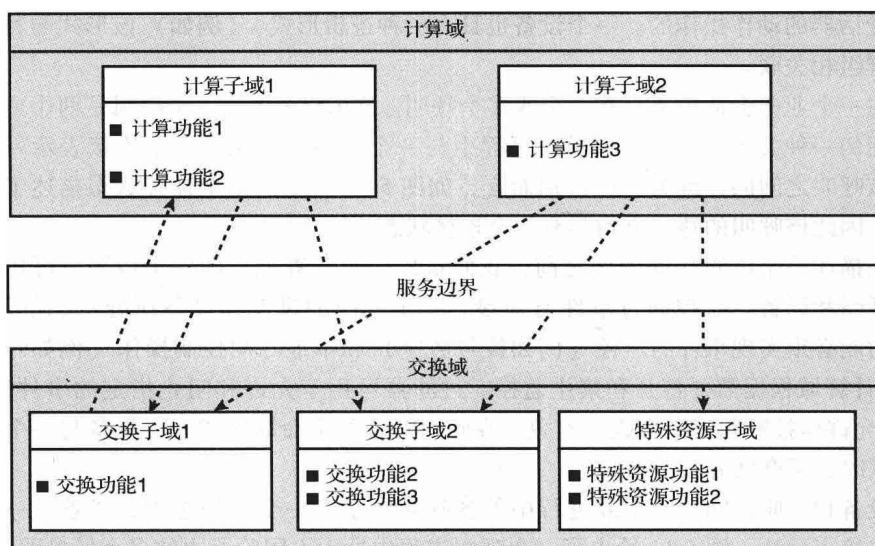 计算域
计算子域1
计算子域2
■ 计算功能1
■ 计算功能2
■ 计算功能3
服务边界
交换域
交换子域1
交换子域2
特殊资源子域
■ 交换功能1
■ 交换功能2
■ 交换功能3
■ 特殊资源功能1
■ 特殊资源功能2